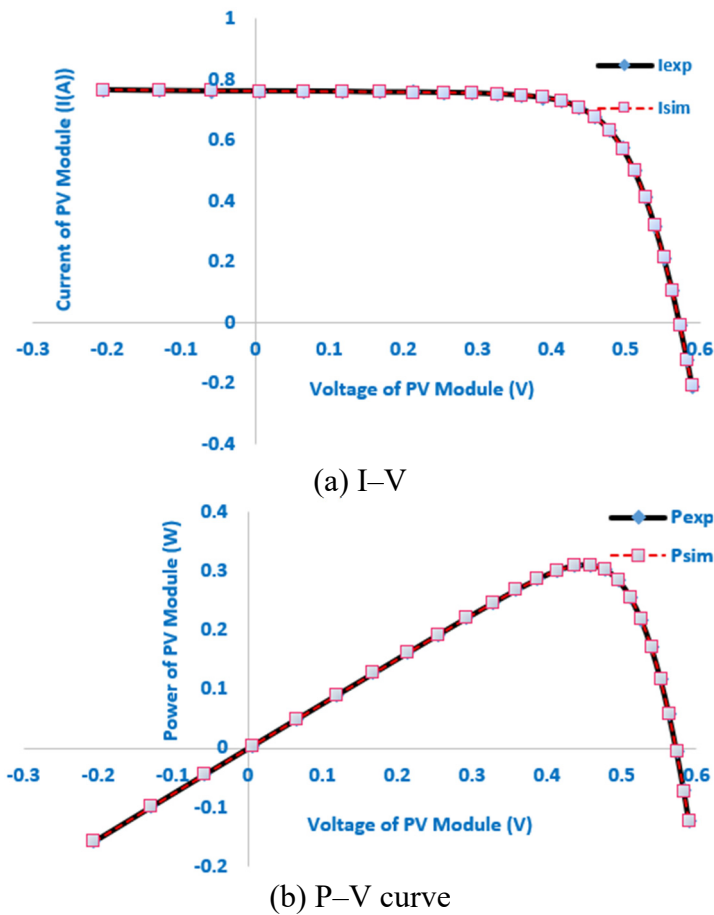 1
0.8
0.6
0.4
0.2
0
-0.2
-0.4
Current of PV Module (I(A))
Iexp
Isim
-0.3 -0.2 -0.1 0 0.1 0.2 0.3 0.4 0.5 0.6
Voltage of PV Module (V)
(a) I–V
0.4
0.3
0.2
0.1
0
-0.1
-0.2
Power of PV Module (W)
Pexp
Psim
-0.3 -0.2 -0.1 0 0.1 0.2 0.3 0.4 0.5 0.6
Voltage of PV Module (V)
(b) P–V curve